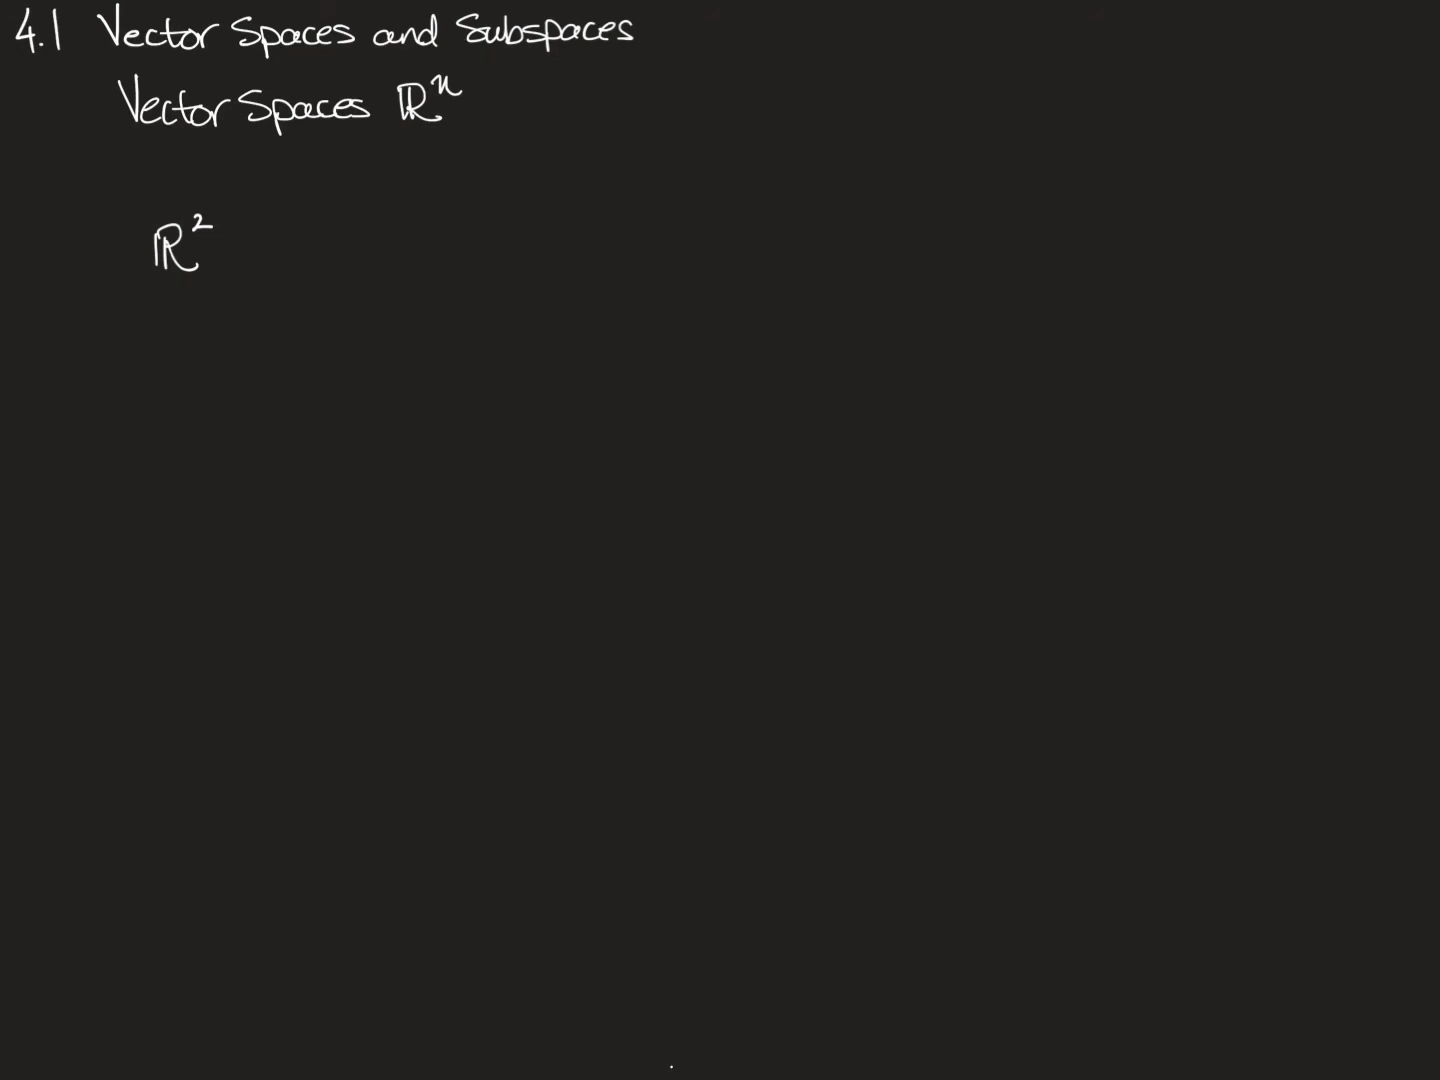 4.1 Vector Spaces and Subspaces
Vector Spaces ℝⁿ
ℝ²